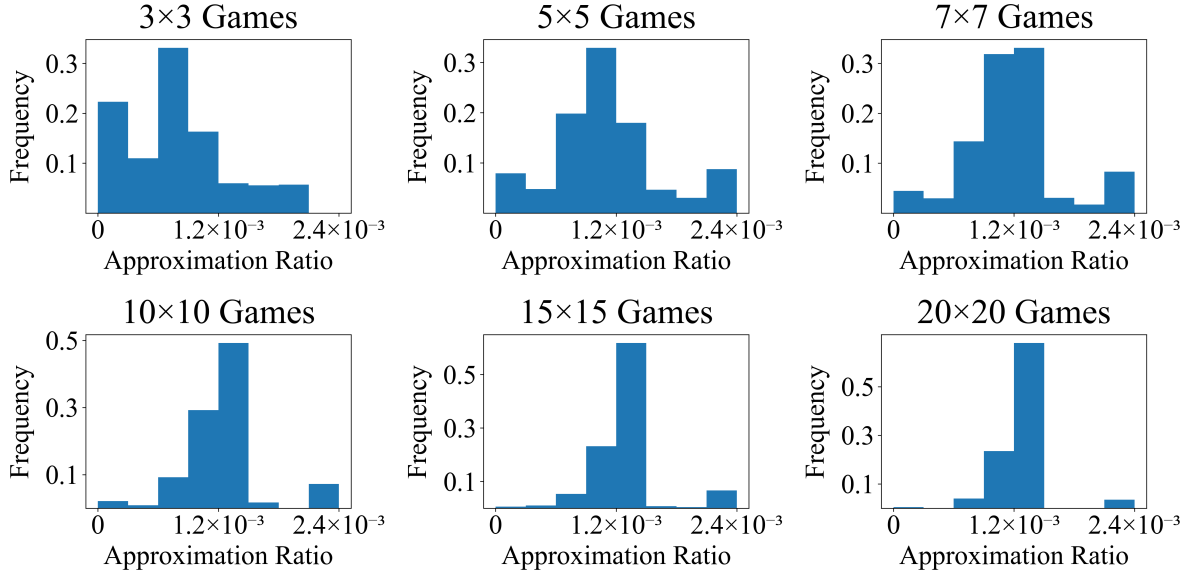 3×3 Games
5×5 Games
7×7 Games
Frequency
0.3
0.2
0.1
0
1.2×10⁻³
2.4×10⁻³
Approximation Ratio
Frequency
0.3
0.2
0.1
0
1.2×10⁻³
2.4×10⁻³
Approximation Ratio
Frequency
0.3
0.2
0.1
0
1.2×10⁻³
2.4×10⁻³
Approximation Ratio
10×10 Games
15×15 Games
20×20 Games
Frequency
0.5
0.3
0.1
0
1.2×10⁻³
2.4×10⁻³
Approximation Ratio
Frequency
0.5
0.3
0.1
0
1.2×10⁻³
2.4×10⁻³
Approximation Ratio
Frequency
0.5
0.3
0.1
0
1.2×10⁻³
2.4×10⁻³
Approximation Ratio